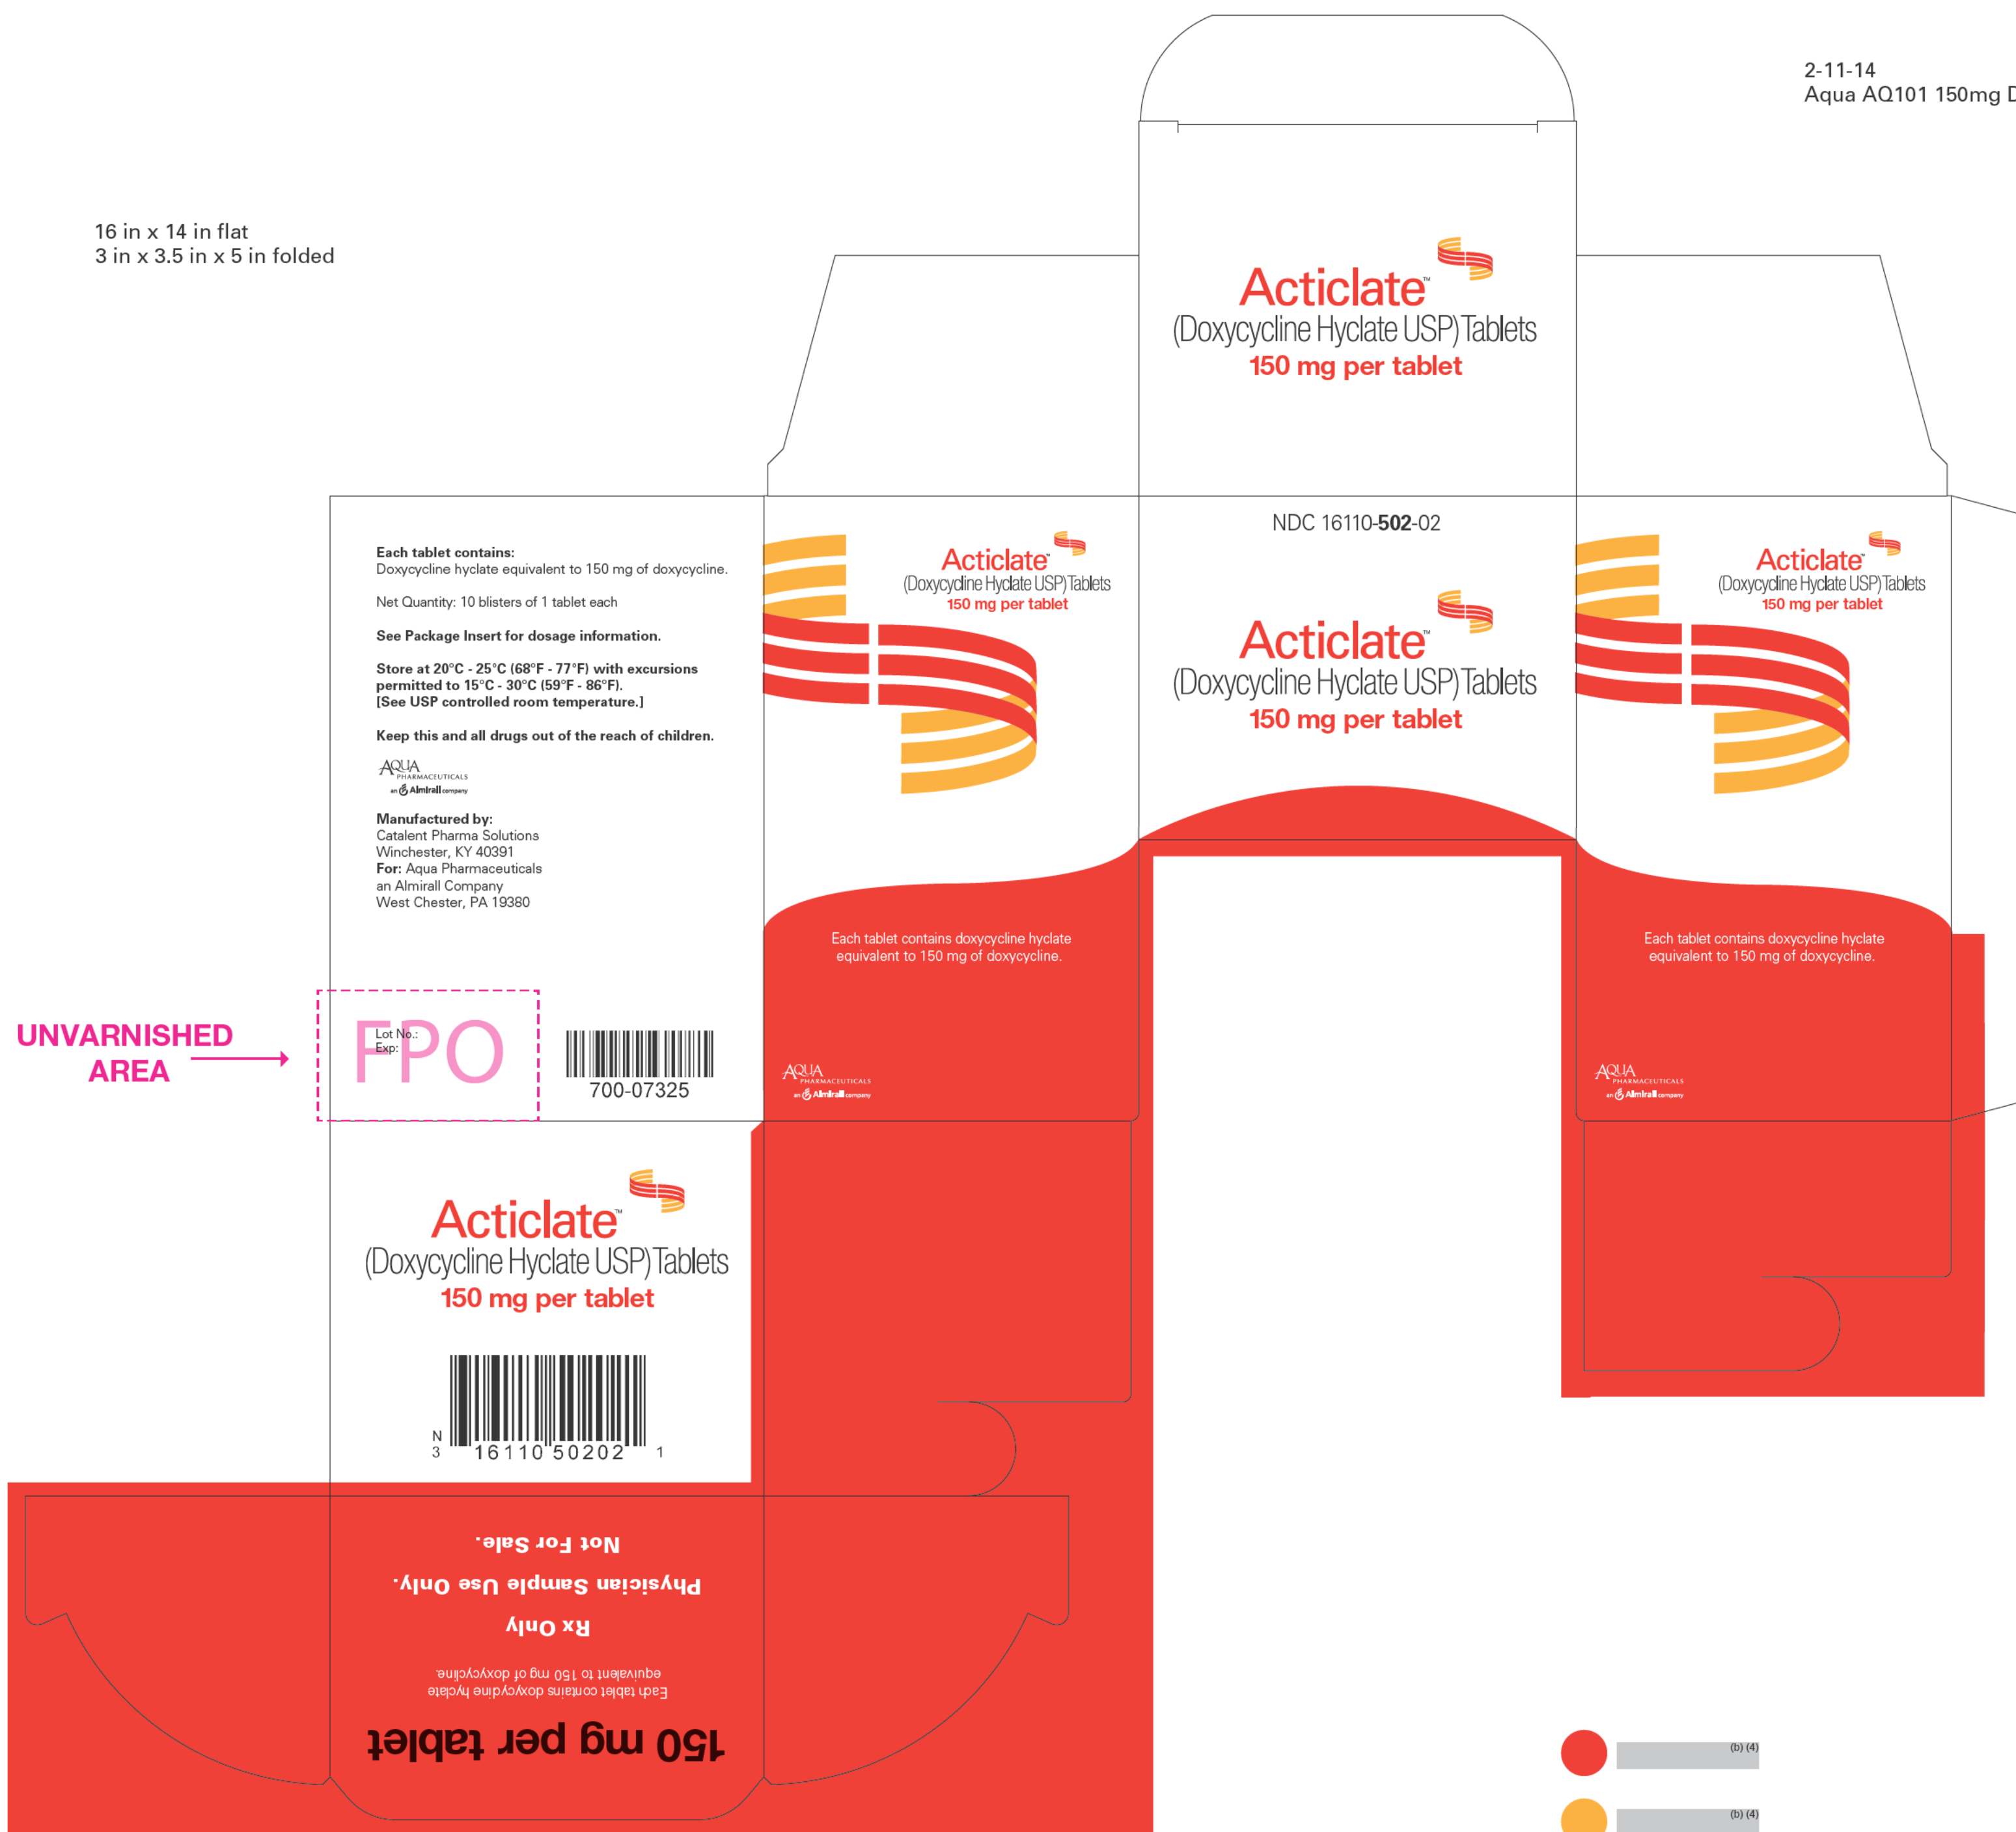 2-11-14
Aqua AQ101 150mg
16 in x 14 in flat
3 in x 3.5 in x 5 in folded
Acticlate™
(Doxycycline Hyclate USP) Tablets
150 mg per tablet
Each tablet contains:
Doxycycline hyclate equivalent to 150 mg of doxycycline.
Net Quantity: 10 blisters of 1 tablet each
See Package Insert for dosage information.
Store at 20°C - 25°C (68°F - 77°F) with excursions
permitted to 15°C - 30°C (59°F - 86°F).
[See USP controlled room temperature.]
Keep this and all drugs out of the reach of children.
AQUA
PHARMACEUTICALS
an Almirall company
Manufactured by:
Catalent Pharma Solutions
Winchester, KY 40391
For: Aqua Pharmaceuticals
an Almirall Company
West Chester, PA 19380
UNVARNISHED
AREA
FPO
Lot No.:
Exp:
700-07325
Acticlate™
(Doxycycline Hyclate USP) Tablets
150 mg per tablet
Each tablet contains doxycycline hyclate
equivalent to 150 mg of doxycycline.
AQUA
PHARMACEUTICALS
an Almirall company
NDC 16110-502-02
Acticlate™
(Doxycycline Hyclate USP) Tablets
150 mg per tablet
Acticlate™
(Doxycycline Hyclate USP) Tablets
150 mg per tablet
Each tablet contains doxycycline hyclate
equivalent to 150 mg of doxycycline.
AQUA
PHARMACEUTICALS
an Almirall company
Acticlate™
(Doxycycline Hyclate USP) Tablets
150 mg per tablet
N
3 16110 50202 1
150 mg per tablet
Each tablet contains doxycycline hyclate
equivalent to 150 mg of doxycycline.
Rx Only
Physician Sample Use Only.
Not For Sale.
(b) (4)
(b) (4)